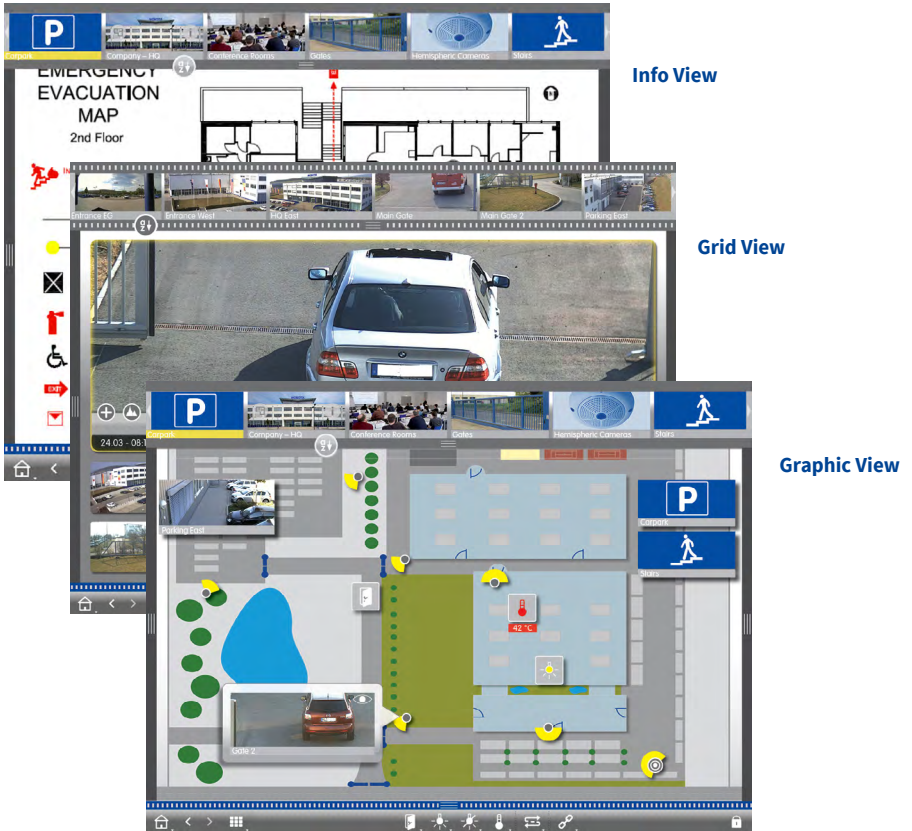 P
Carpark
Company – HQ
Conference Rooms
Gates
Hemispheric Cameras
Stairs
Info View
EMERGENCY
EVACUATION
MAP
2nd Floor
Entrance EG
Entrance West
HQ East
Main Gate
Main Gate 2
Parking East
Grid View
EXIT
24.03 - 08:1
P
Carpark
Company – HQ
Conference Rooms
Gates
Hemispheric Cameras
Stairs
Graphic View
Parking East
P
Carpark
Stairs
42 °C
Gate 2